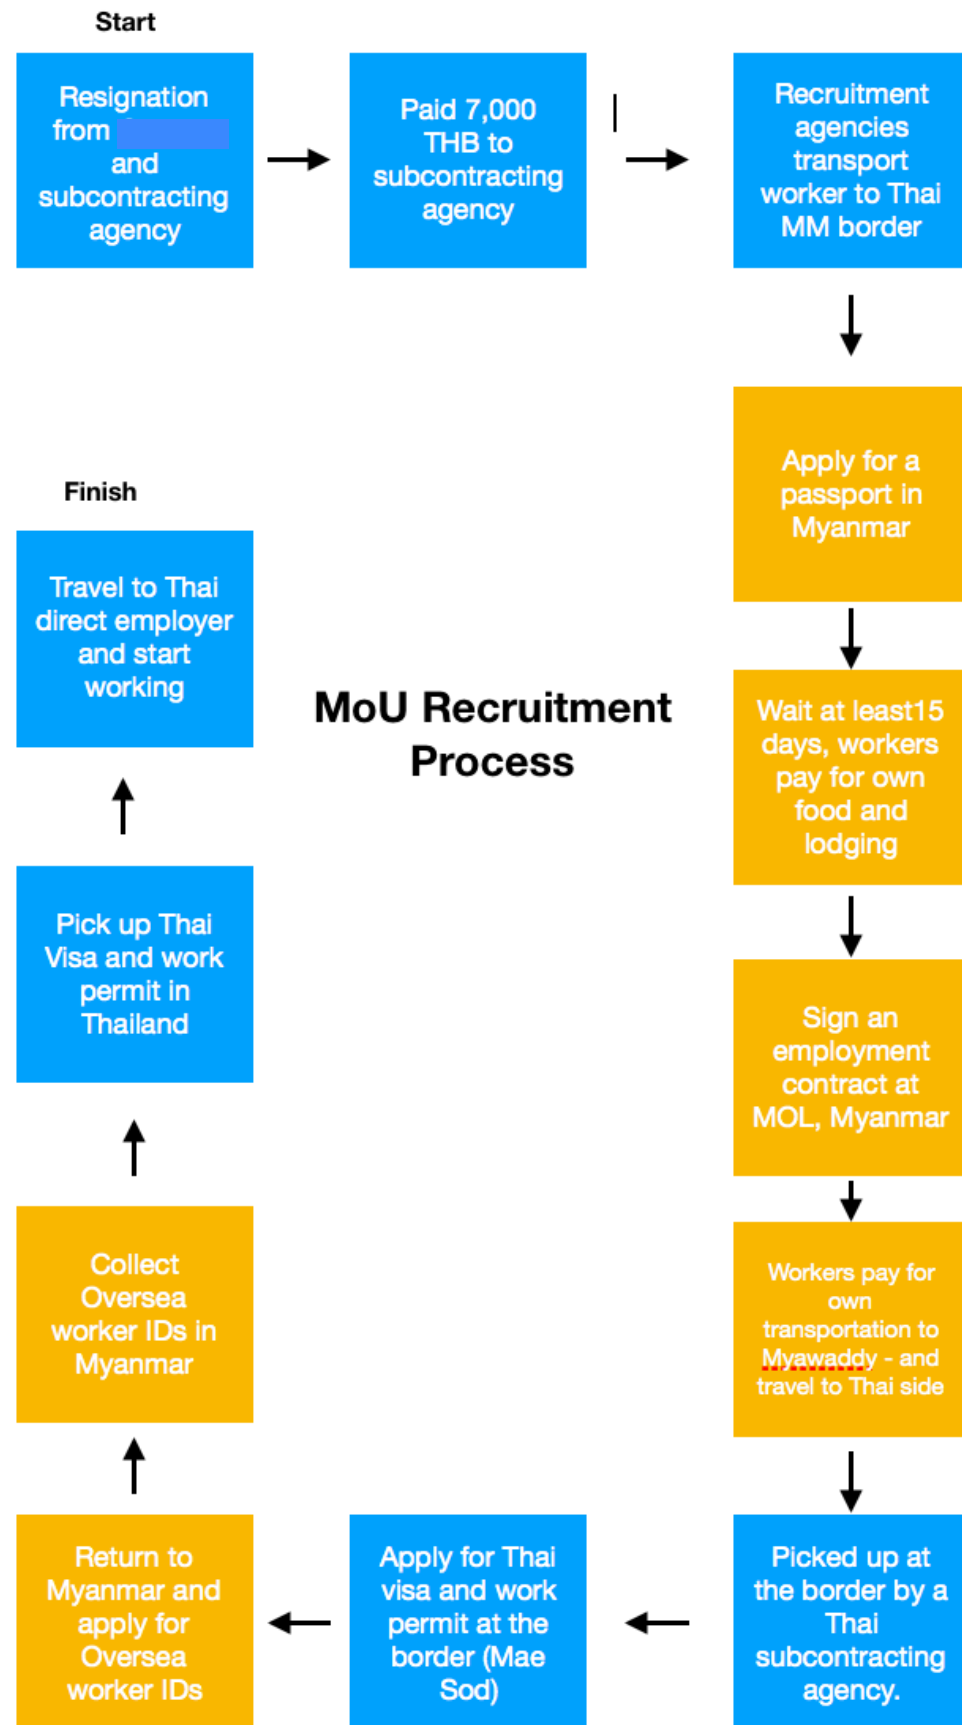 Start
Resignation
from
and
subcontracting
agency
Paid 7,000
THB to
subcontracting
agency
Recruitment
agencies
transport
worker to Thai
MM border
Apply for a
passport in
Myanmar
Wait at least15
days, workers
pay for own
food and
lodging
Sign an
employment
contract at
MOL, Myanmar
Workers pay for
own
transportation to
Myawaddy - and
travel to Thai side
Picked up at
the border by a
Thai
subcontracting
agency.
Apply for Thai
visa and work
permit at the
border (Mae
Sod)
Return to
Myanmar and
apply for
Oversea
worker IDs
Collect
Oversea
worker IDs in
Myanmar
Pick up Thai
Visa and work
permit in
Thailand
Finish
Travel to Thai
direct employer
and start
working
MoU Recruitment
Process